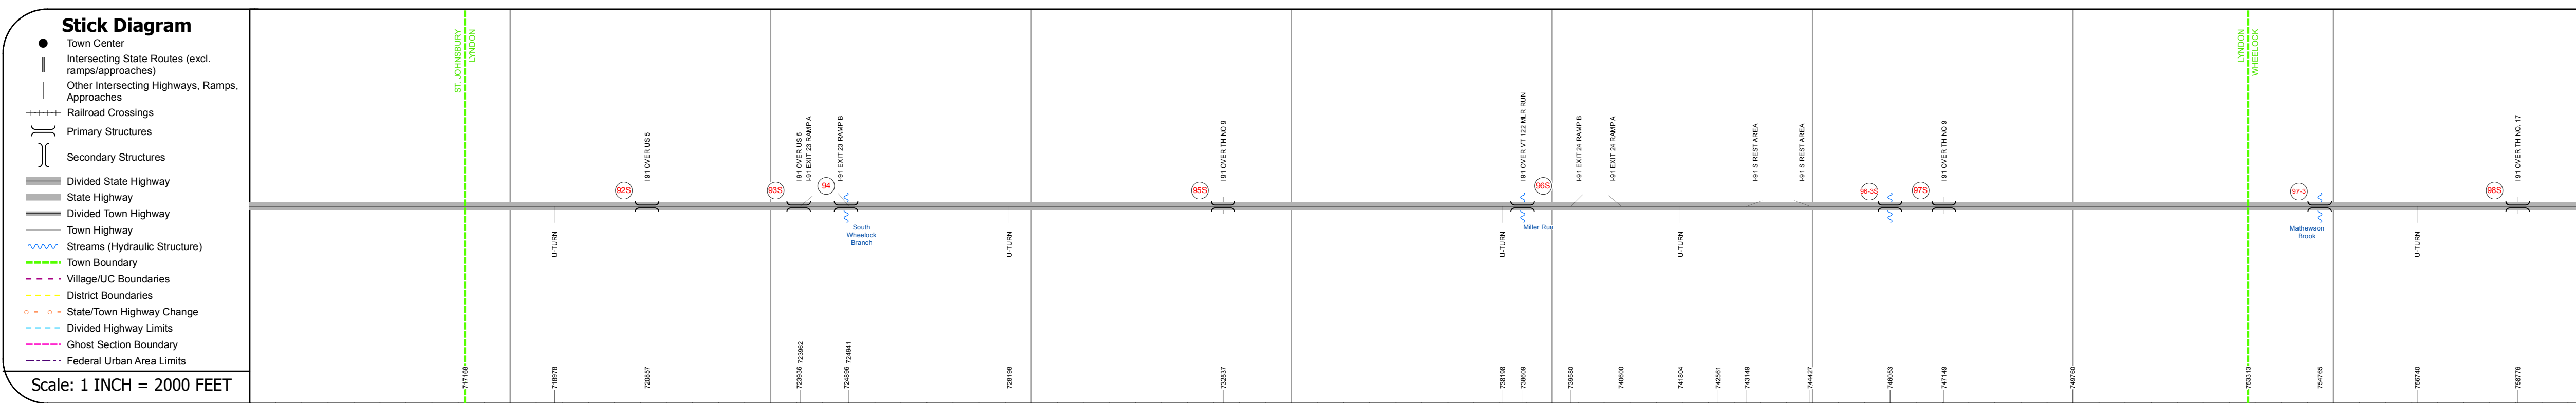 Stick Diagram
Town Center
Intersecting State Routes (excl.
ramps/approaches)
Other Intersecting Highways, Ramps,
Approaches
Railroad Crossings
Primary Structures
Secondary Structures
Divided State Highway
State Highway
Divided Town Highway
Town Highway
Streams (Hydraulic Structure)
Town Boundary
Village/UC Boundaries
District Boundaries
State/Town Highway Change
Divided Highway Limits
Ghost Section Boundary
Federal Urban Area Limits
Scale: 1 INCH = 2000 FEET
ST. JOHNSBURY
LYNDON
LYNDON
WHEELOCK
I 91 OVER US 5
I 91 OVER US 5
I-91 EXIT 23 RAMP A
I-91 EXIT 23 RAMP B
I 91 OVER TH NO 9
I 91 OVER VT 122 MLR RUN
I-91 EXIT 24 RAMP B
I-91 EXIT 24 RAMP A
I-91 S REST AREA
I-91 S REST AREA
I 91 OVER TH NO 9
I 91 OVER TH NO. 17
92S
93S
94
95S
96S
96-3S
97S
97-3
98S
U-TURN
South
Wheelock
Branch
U-TURN
U-TURN
Miller Run
U-TURN
Mathewson
Brook
U-TURN
717168
718978
720857
723936
723962
724896
724941
728198
732537
738198
738609
739580
740600
741804
742561
743149
744427
746053
747149
749760
753313
754765
756740
758776